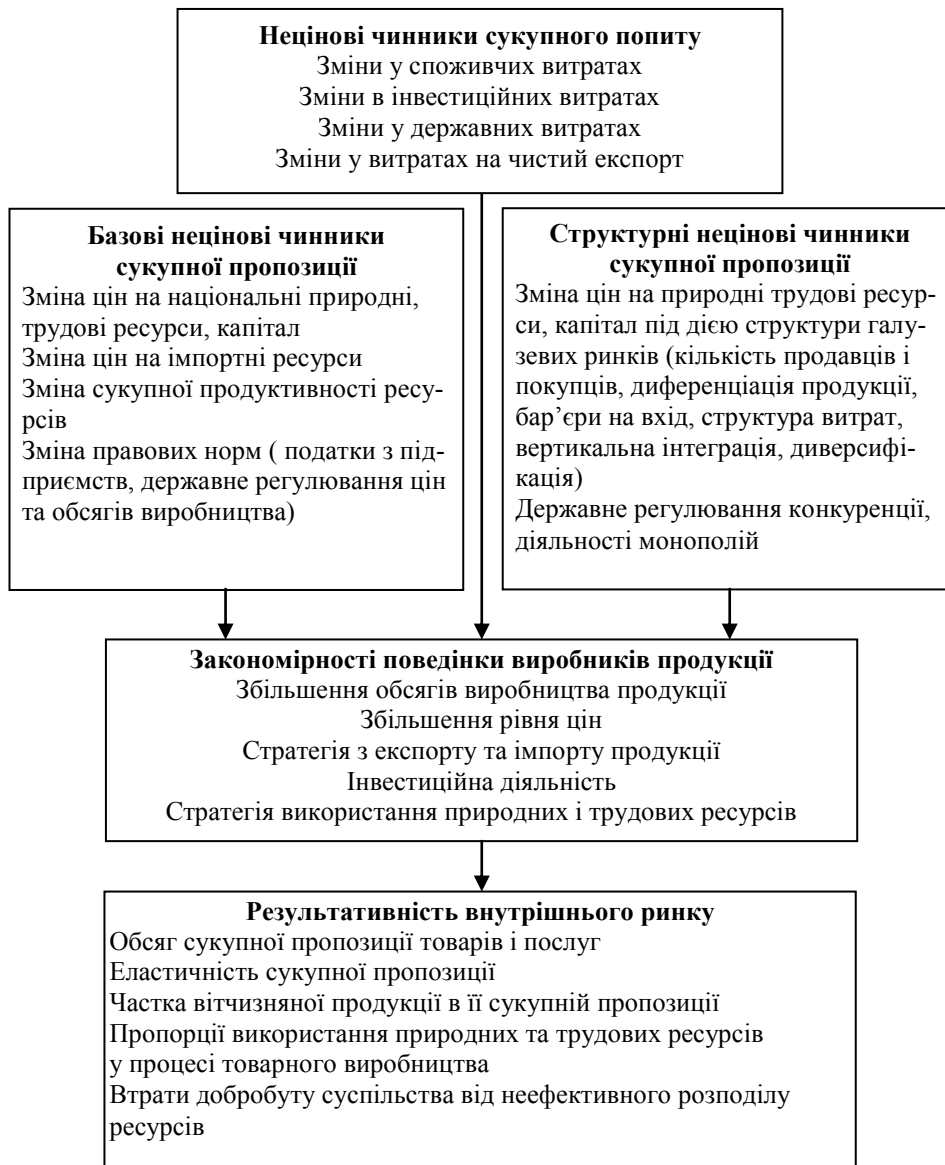 Нецінові чинники сукупного попиту
Зміни у споживчих витратах
Зміни в інвестиційних витратах
Зміни у державних витратах
Зміни у витратах на чистий експорт
Базові нецінові чинники
сукупної пропозиції
Зміна цін на національні природні,
трудові ресурси, капітал
Зміна цін на імпортні ресурси
Зміна сукупної продуктивності ресу-
рсів
Зміна правових норм ( податки з під-
приємств, державне регулювання цін
та обсягів виробництва)
Структурні нецінові чинники
сукупної пропозиції
Зміна цін на природні трудові ресур-
си, капітал під дією структури галу-
зевих ринків (кількість продавців і
покупців, диференціація продукції,
бар’єри на вхід, структура витрат,
вертикальна інтеграція, диверсифі-
кація)
Державне регулювання конкуренції,
діяльності монополій
Закономірності поведінки виробників продукції
Збільшення обсягів виробництва продукції
Збільшення рівня цін
Стратегія з експорту та імпорту продукції
Інвестиційна діяльність
Стратегія використання природних і трудових ресурсів
Результативність внутрішнього ринку
Обсяг сукупної пропозиції товарів і послуг
Еластичність сукупної пропозиції
Частка вітчизняної продукції в її сукупній пропозиції
Пропорції використання природних та трудових ресурсів
у процесі товарного виробництва
Втрати добробуту суспільства від неефективного розподілу
ресурсів